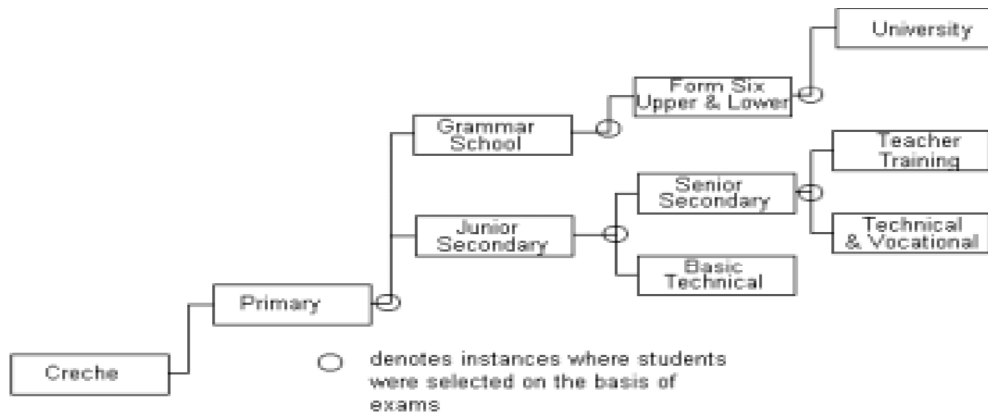 University
Form Six
Upper & Lower
Grammar
School
Teacher
Training
Senior
Secondary
Junior
Secondary
Technical
& Vocational
Basic
Technical
Primary
Creche
denotes instances where students
were selected on the basis of
exams